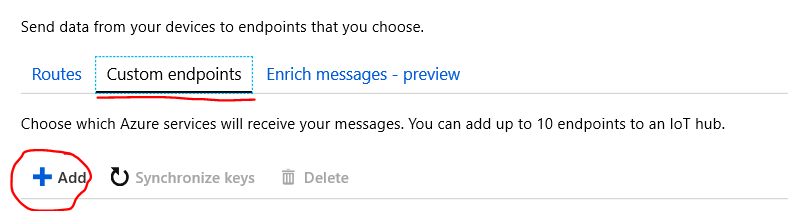 Send data from your devices to endpoints that you choose.
Routes Custom endpoints Enrich messages - preview
Choose which Azure services will receive your messages. You can add up to 10 endpoints to an IoT hub.
Add Synchronize keys Delete